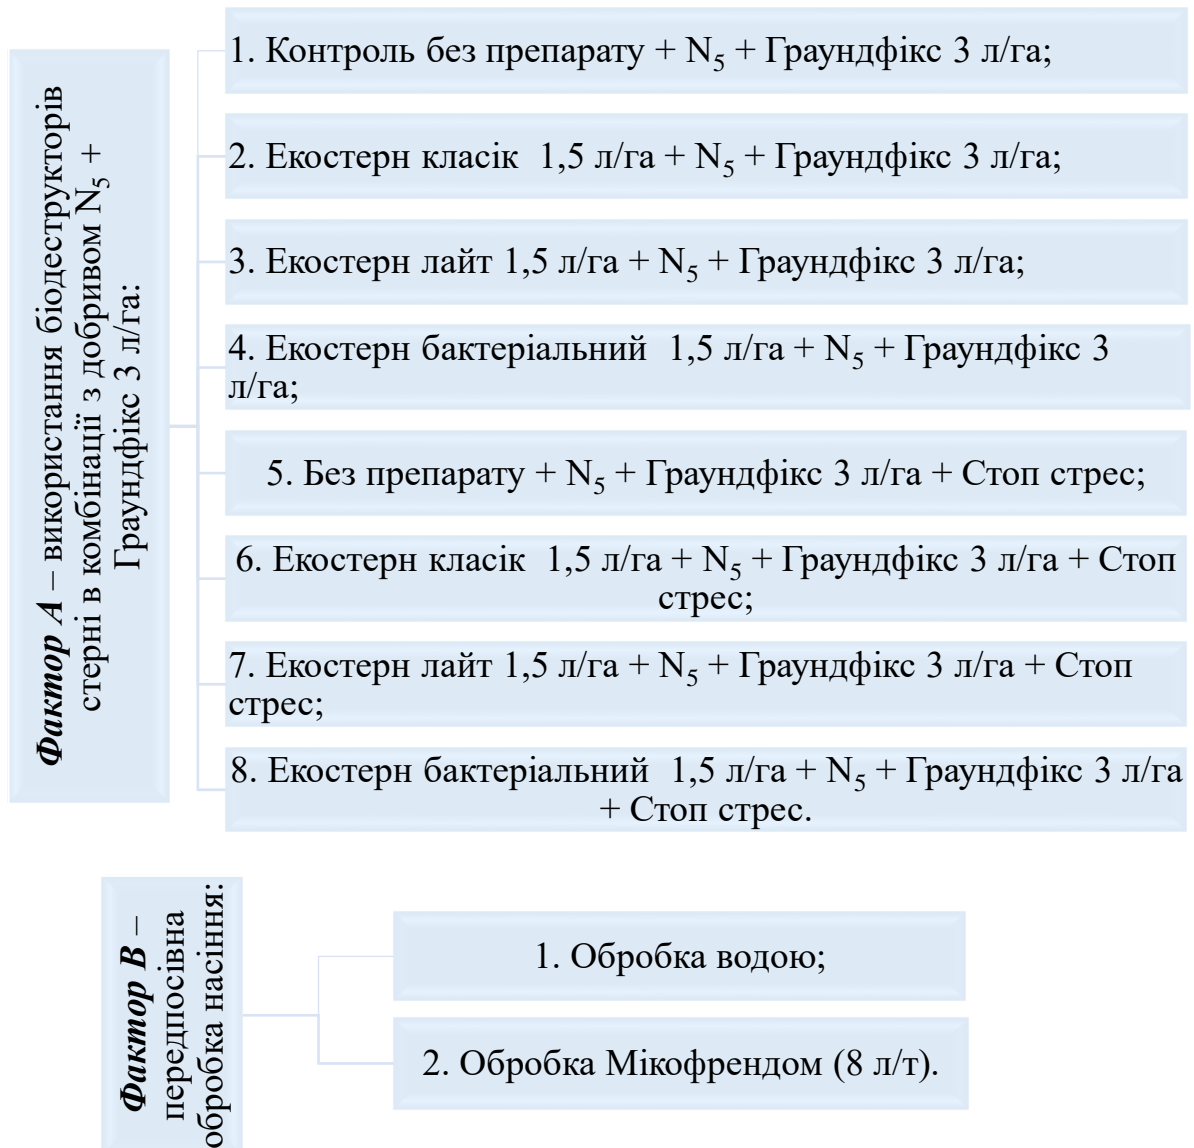 Фактор А – використання біодеструкторів
стерні в комбінації з добривом N₅ +
Граундфікс 3 л/га:
1. Контроль без препарату + N₅ + Граундфікс 3 л/га;
2. Екостерн класік 1,5 л/га + N₅ + Граундфікс 3 л/га;
3. Екостерн лайт 1,5 л/га + N₅ + Граундфікс 3 л/га;
4. Екостерн бактеріальний 1,5 л/га + N₅ + Граундфікс 3
л/га;
5. Без препарату + N₅ + Граундфікс 3 л/га + Стоп стрес;
6. Екостерн класік 1,5 л/га + N₅ + Граундфікс 3 л/га + Стоп
стрес;
7. Екостерн лайт 1,5 л/га + N₅ + Граундфікс 3 л/га + Стоп
стрес;
8. Екостерн бактеріальний 1,5 л/га + N₅ + Граундфікс 3 л/га
+ Стоп стрес.
Фактор В –
передпосівна
обробка насіння:
1. Обробка водою;
2. Обробка Мікофрендом (8 л/т).